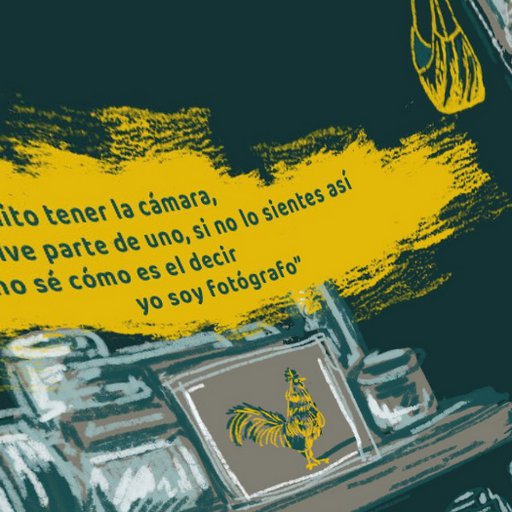 ito tener la cámara,
lve parte de uno, si no lo sientes así
no sé cómo es el decir
yo soy Fotógrafo"